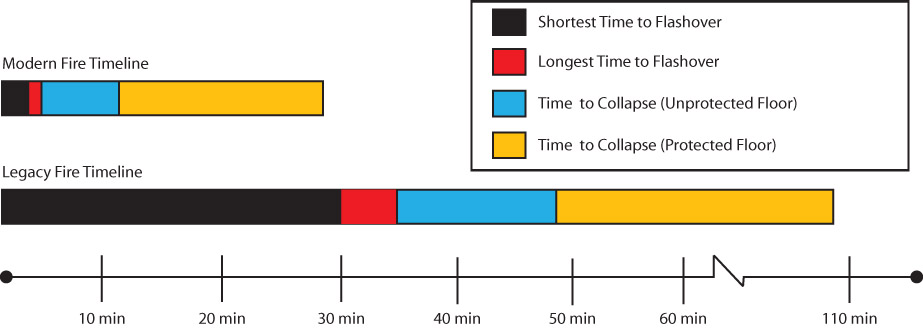 Shortest Time to Flashover
Modern Fire Timeline
Longest Time to Flashover
Time to Collapse (Unprotected Floor)
Time to Collapse (Protected Floor)
Legacy Fire Timeline
10 min 20 min 30 min 40 min 50 min 60 min 110 min